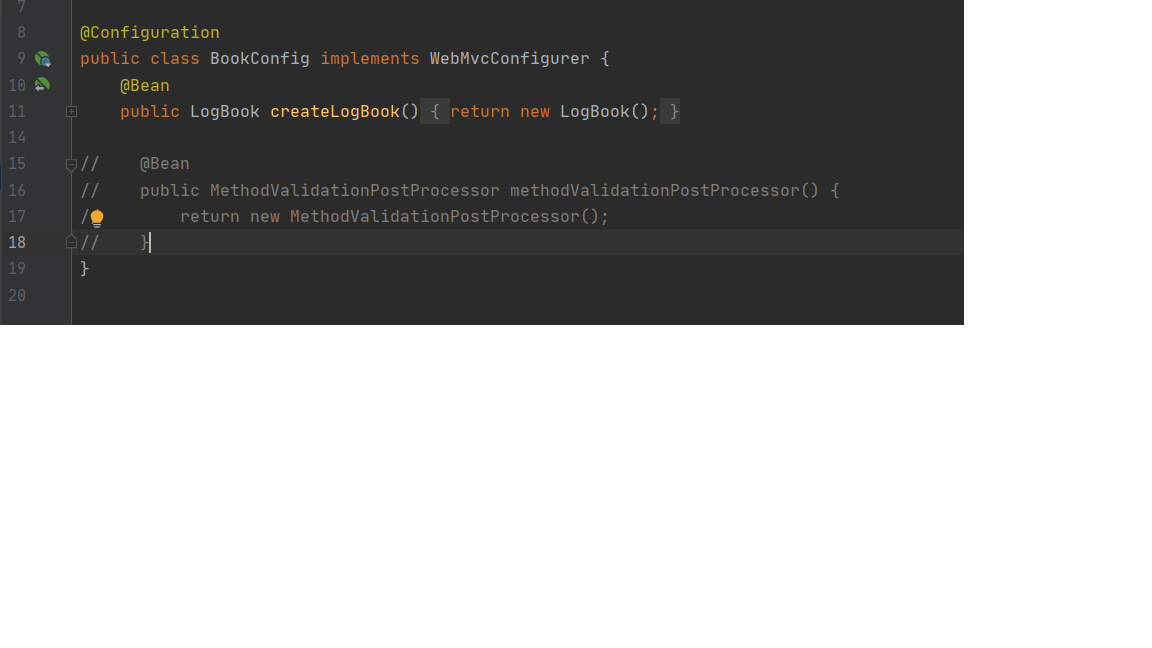 7
8 @Configuration
9 public class BookConfig implements WebMvcConfigurer {
10 @Bean
11 public LogBook createLogBook() { return new LogBook(); }
14
15 // @Bean
16 // public MethodValidationPostProcessor methodValidationPostProcessor() {
17 / return new MethodValidationPostProcessor();
18 // }
19 }
20